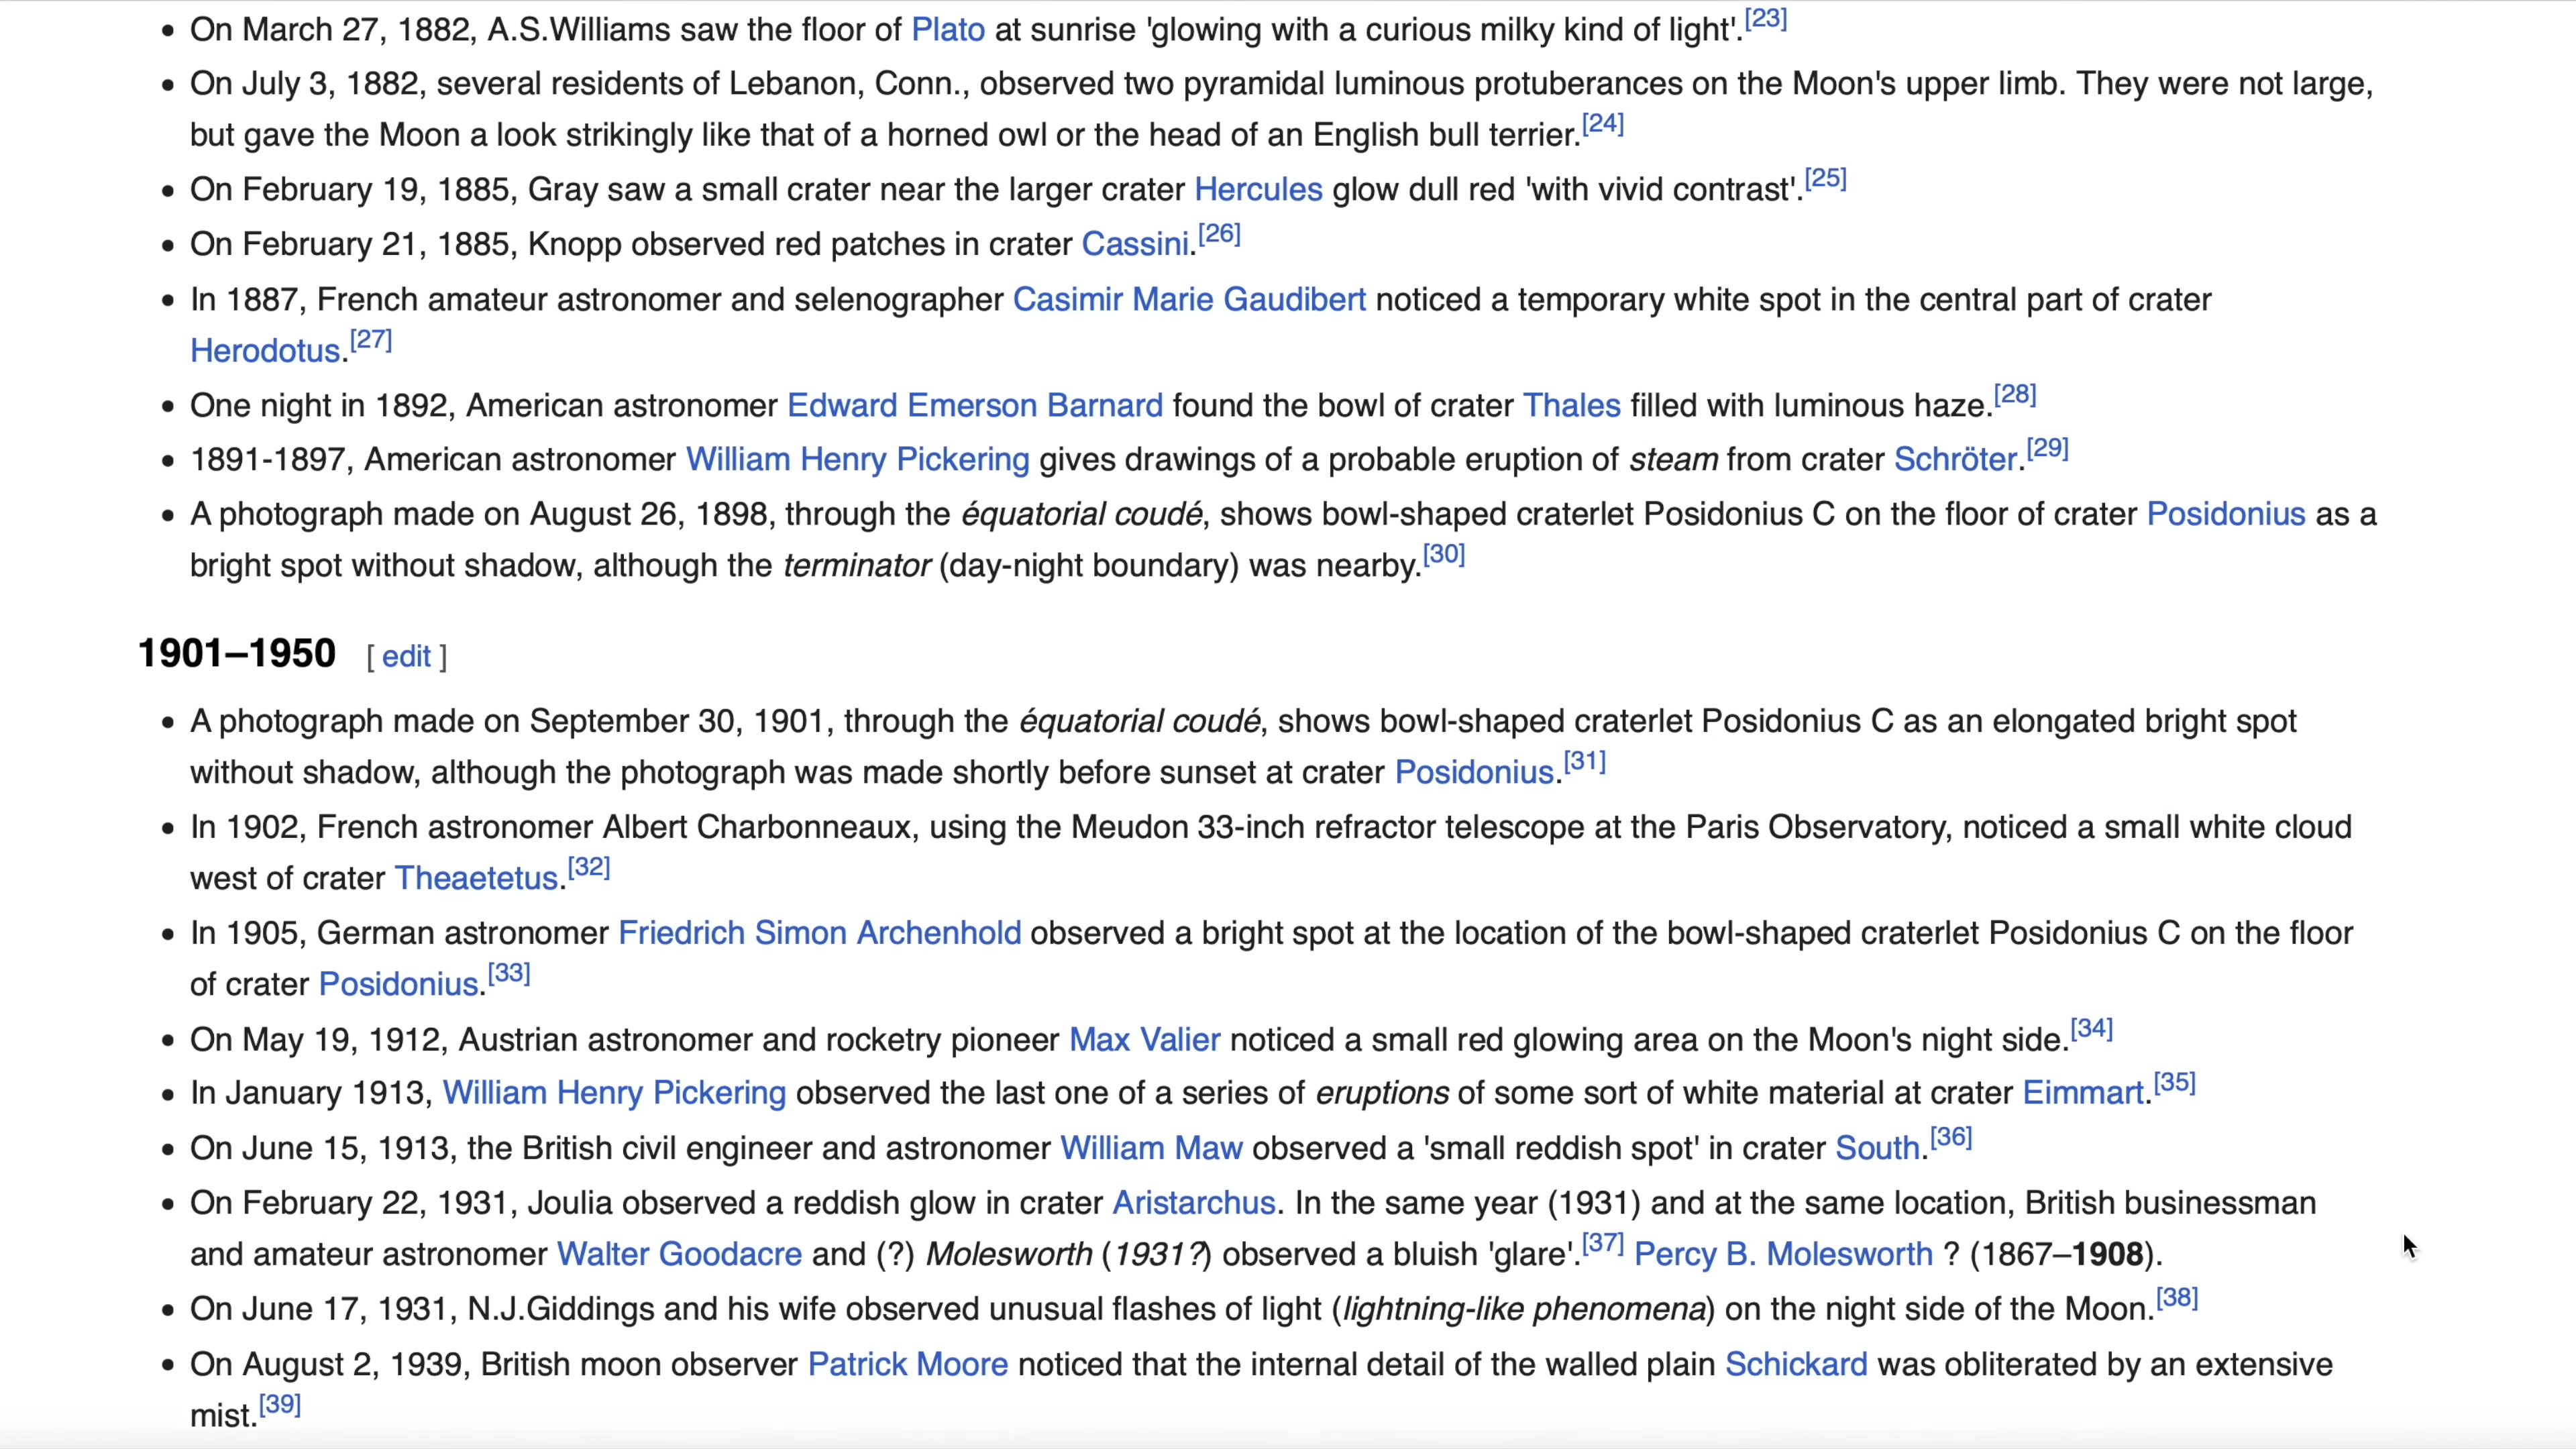 • On March 27, 1882, A.S.Williams saw the floor of Plato at sunrise 'glowing with a curious milky kind of light'.[23]
• On July 3, 1882, several residents of Lebanon, Conn., observed two pyramidal luminous protuberances on the Moon's upper limb. They were not large,
but gave the Moon a look strikingly like that of a horned owl or the head of an English bull terrier.[24]
• On February 19, 1885, Gray saw a small crater near the larger crater Hercules glow dull red 'with vivid contrast'.[25]
• On February 21, 1885, Knopp observed red patches in crater Cassini.[26]
• In 1887, French amateur astronomer and selenographer Casimir Marie Gaudibert noticed a temporary white spot in the central part of crater
Herodotus.[27]
• One night in 1892, American astronomer Edward Emerson Barnard found the bowl of crater Thales filled with luminous haze.[28]
• 1891-1897, American astronomer William Henry Pickering gives drawings of a probable eruption of steam from crater Schröter.[29]
• A photograph made on August 26, 1898, through the équatorial coudé, shows bowl-shaped craterlet Posidonius C on the floor of crater Posidonius as a
bright spot without shadow, although the terminator (day-night boundary) was nearby.[30]
1901–1950 [ edit ]
• A photograph made on September 30, 1901, through the équatorial coudé, shows bowl-shaped craterlet Posidonius C as an elongated bright spot
without shadow, although the photograph was made shortly before sunset at crater Posidonius.[31]
• In 1902, French astronomer Albert Charbonneaux, using the Meudon 33-inch refractor telescope at the Paris Observatory, noticed a small white cloud
west of crater Theaetetus.[32]
• In 1905, German astronomer Friedrich Simon Archenhold observed a bright spot at the location of the bowl-shaped craterlet Posidonius C on the floor
of crater Posidonius.[33]
• On May 19, 1912, Austrian astronomer and rocketry pioneer Max Valier noticed a small red glowing area on the Moon's night side.[34]
• In January 1913, William Henry Pickering observed the last one of a series of eruptions of some sort of white material at crater Eimmart.[35]
• On June 15, 1913, the British civil engineer and astronomer William Maw observed a 'small reddish spot' in crater South.[36]
• On February 22, 1931, Joulia observed a reddish glow in crater Aristarchus. In the same year (1931) and at the same location, British businessman
and amateur astronomer Walter Goodacre and (?) Molesworth (1931?) observed a bluish 'glare'.[37] Percy B. Molesworth ? (1867–1908).
• On June 17, 1931, N.J.Giddings and his wife observed unusual flashes of light (lightning-like phenomena) on the night side of the Moon.[38]
• On August 2, 1939, British moon observer Patrick Moore noticed that the internal detail of the walled plain Schickard was obliterated by an extensive
mist.[39]